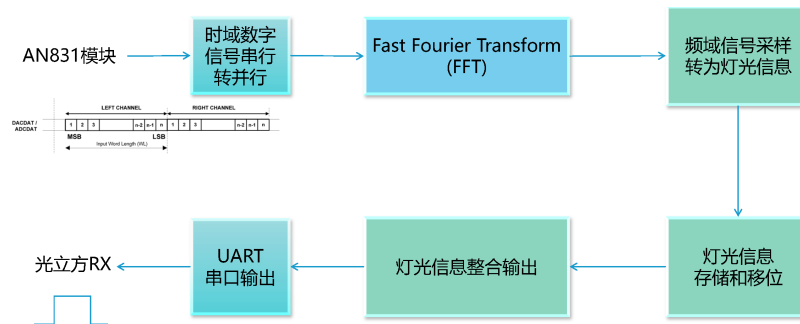 AN831模块
时域数字
信号串行
转并行
Fast Fourier Transform
(FFT)
频域信号采样
转为灯光信息
LEFT CHANNEL
RIGHT CHANNEL
DACDAT /
ADCDAT
1 2 3 n-2 n-1 n 1 2 3 n-2 n-1 n
MSB
LSB
Input Word Length (WL)
光立方RX
UART
串口输出
灯光信息整合输出
灯光信息
存储和移位